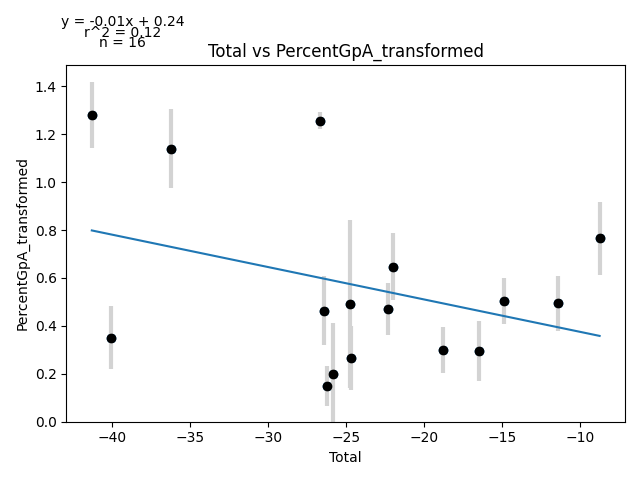 y = -0.01x + 0.24
r^2 = 0.12
n = 16
Total vs PercentGpA_transformed
PercentGpA_transformed
1.4
1.2
1.0
0.8
0.6
0.4
0.2
0.0
−40
−35
−30
−25
−20
−15
−10
Total